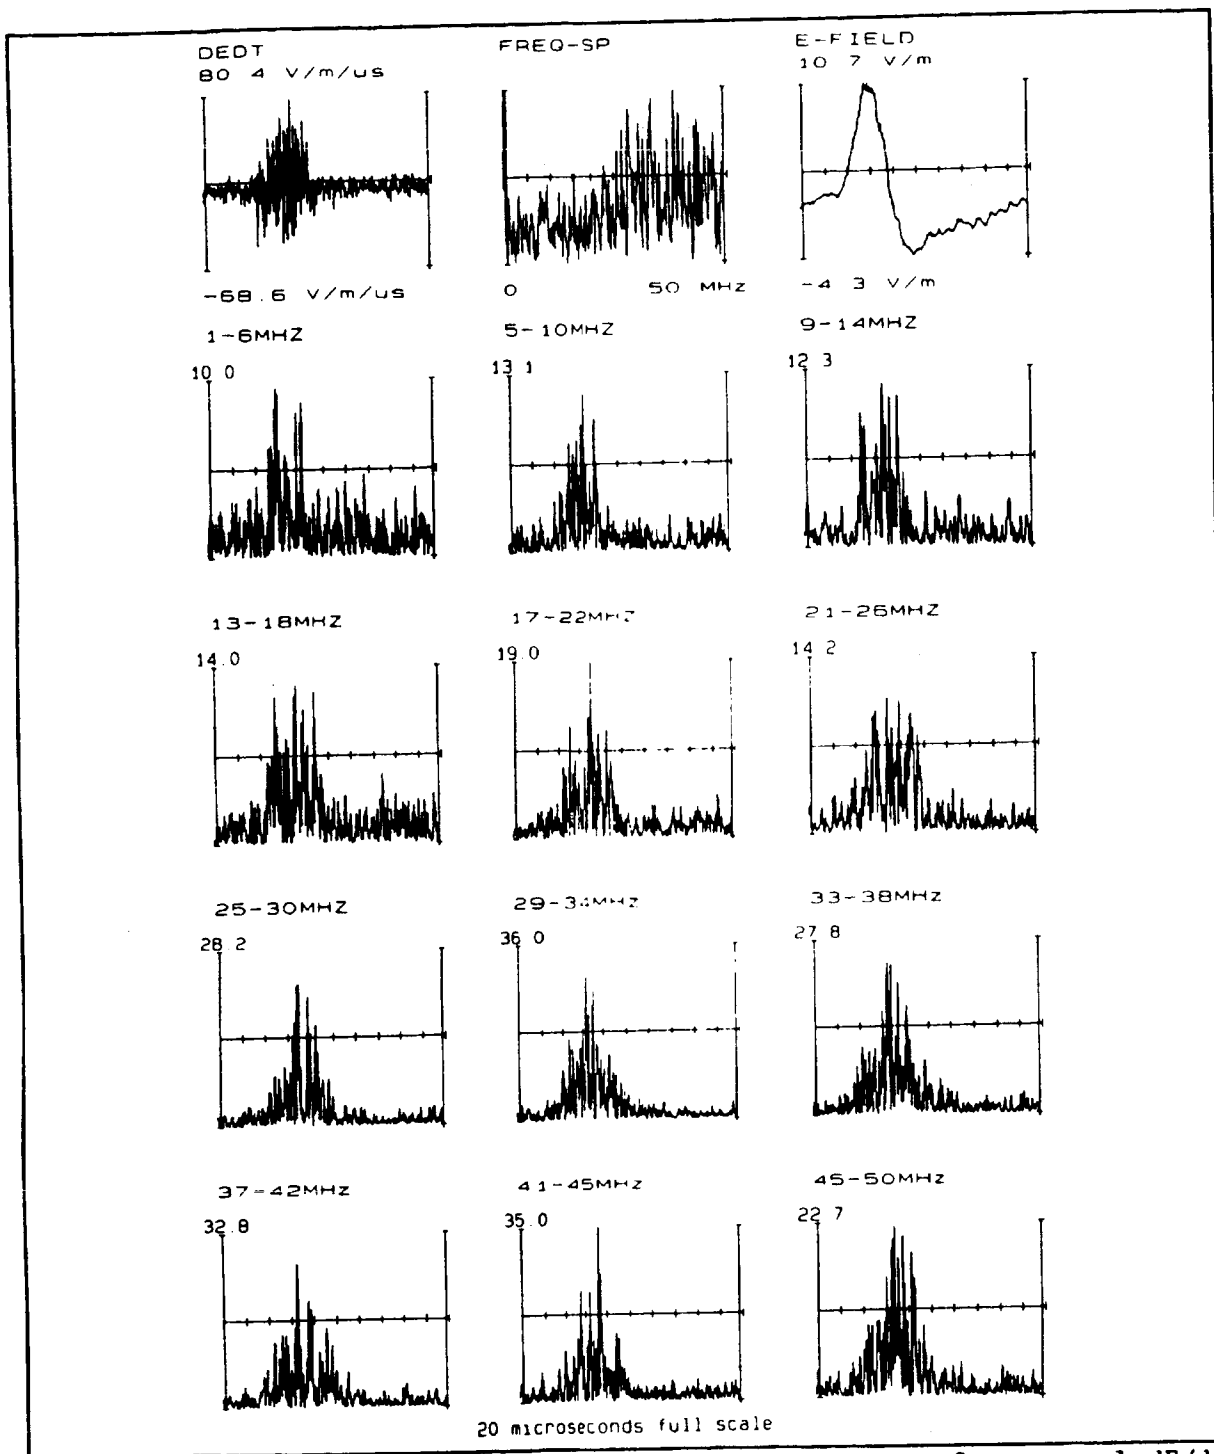 DEDT
80 4 V/m/us
FREQ-SP
E-FIELD
10 7 V/m
-68.6 V/m/us
0 50 MHz
-4 3 V/m
1-6MHZ
5-10MHZ
9-14MHZ
10 0
13 1
12 3
13-18MHZ
17-22MHZ
21-26MHZ
14.0
19.0
14 2
25-30MHZ
29-34MHZ
33-38MHZ
28.2
36 0
27 8
37-42MHZ
41-45MHZ
45-50MHZ
32.8
35.0
22 7
20 microseconds full scale